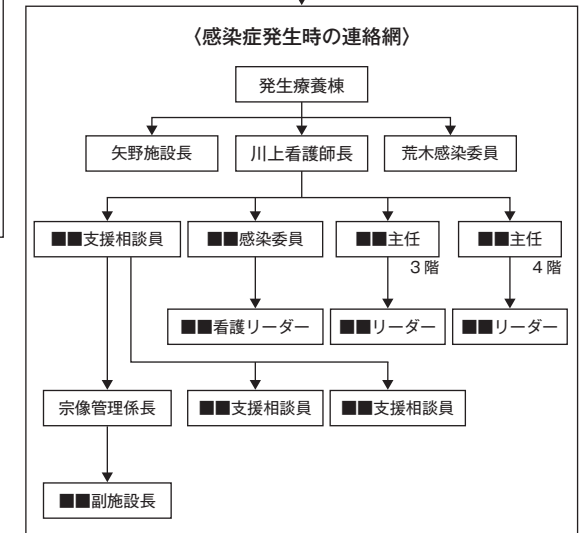 〈感染症発生時の連絡網〉
発生療養棟
矢野施設長
川上看護師長
荒木感染委員
■■支援相談員
■■感染委員
■■主任
■■主任
3階
4階
■■看護リーダー
■■リーダー
■■リーダー
宗像管理係長
■■支援相談員
■■支援相談員
■■副施設長